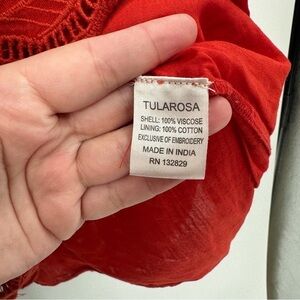 TULAROSA
SHELL: 100% VISCOSE
LINING: 100% COTTON
EXCLUSIVE OF EMBROIDERY
MADE IN INDIA
RN 132829